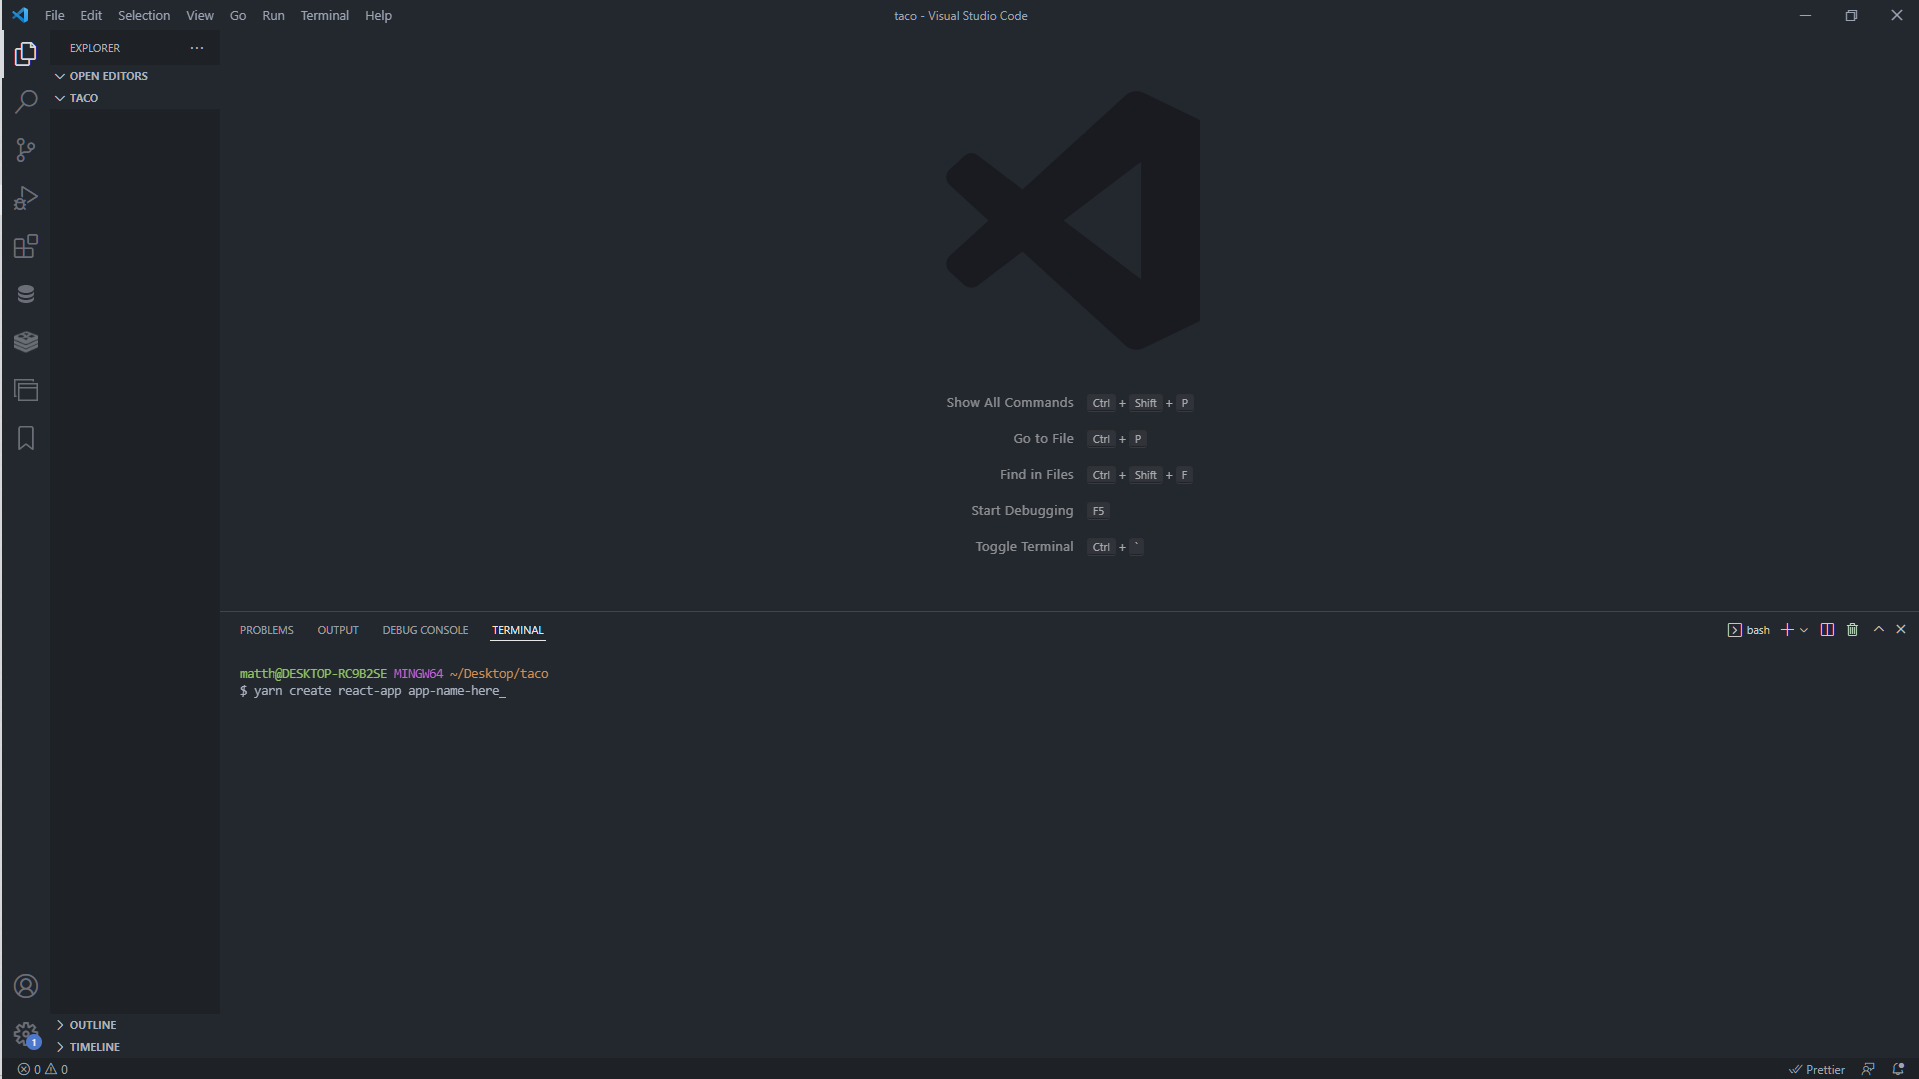 File Edit Selection View Go Run Terminal Help
taco - Visual Studio Code
EXPLORER
OPEN EDITORS
TACO
Show All Commands Ctrl + Shift + P
Go to File Ctrl + P
Find in Files Ctrl + Shift + F
Start Debugging F5
Toggle Terminal Ctrl + `
PROBLEMS OUTPUT DEBUG CONSOLE TERMINAL
bash
matth@DESKTOP-RC9B2SE MINGW64 ~/Desktop/taco
$ yarn create react-app app-name-here_
OUTLINE
1
TIMELINE
0 0
Prettier